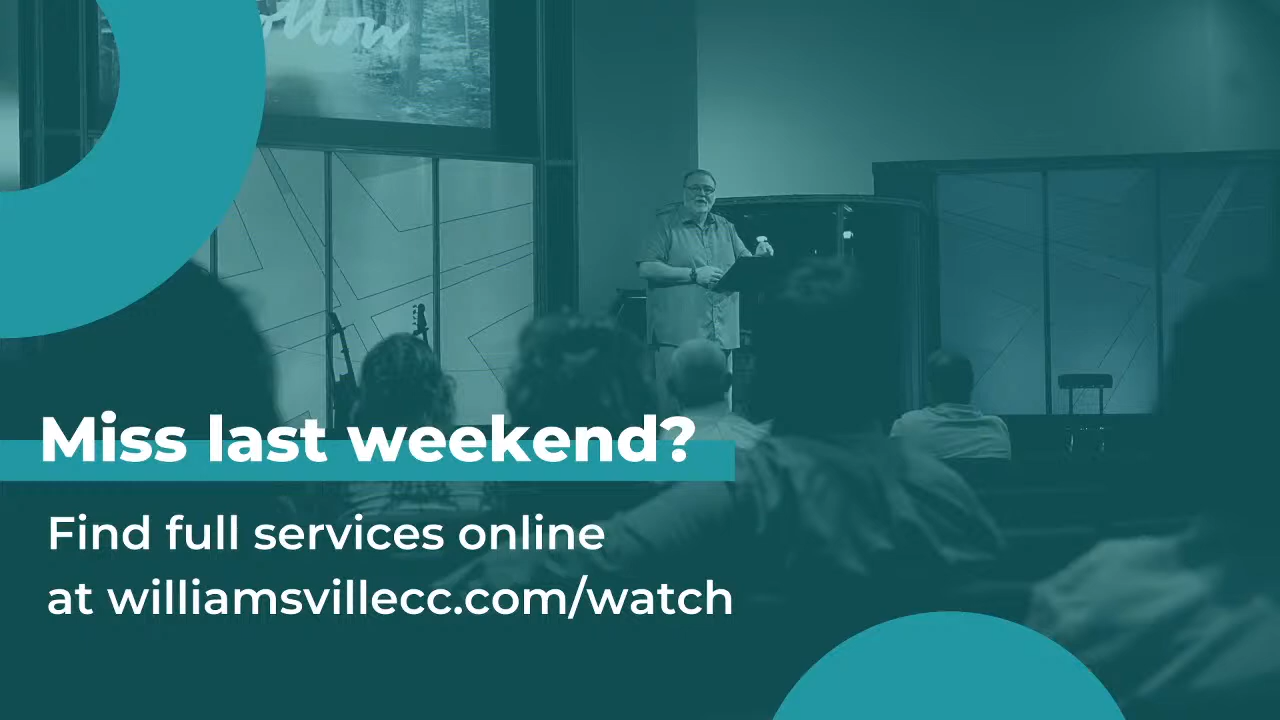 Miss last weekend?
Find full services online
at williamsvillecc.com/watch